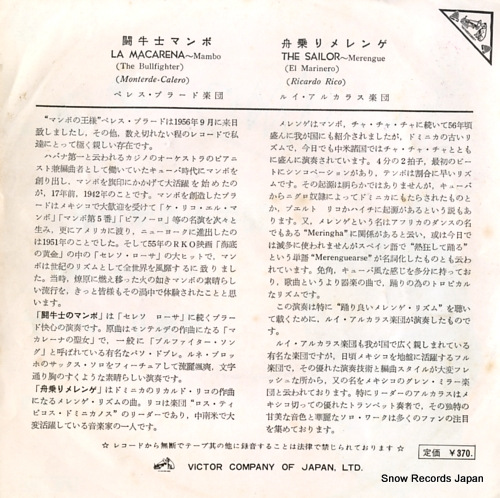 闘牛士マンボ
LA MACARENA~Mambo
(The Bullfighter)
(Monterde-Calero)
ペレス・プラード楽団
舟乗りメレンゲ
THE SAILOR~Merengue
(El Marinero)
(Ricardo Rico)
ルイ・アルカラス楽団
“マンボの王様”ペレス・プラードは1956年9月に来日
致しましたし、その他、数え切れない程のレコードで私
達にとって極く親しい存在です。
ハバナ第一と云われるカジノのオーケストラのピアニ
スト兼編曲者として働いていたキューバ時代にマンボを
創り出し、マンボを旗印にかかげて大活躍を始めたの
が、17年前、1942年のことです。マンボを創造したプラ
ードはメキシコで大歓迎を受けて「ケ・リコ・エル・マ
ンボ」「マンボ第5番」「ピアノーロ」等の名演を次々と
生み、更にアメリカに渡り、ニューヨークに進出したの
は1951年のことでした。そして55年のRKO映画「海底
の黄金」の中の「セレソ・ローサ」の大ヒットで、マン
ボは世紀のリズムとして全世界を風靡するに致りまし
た。当時、燎原に燃え移った火の如きマンボの素晴らし
い流行を、きっと皆様もその渦中で体験されたことと思
います。
「闘牛士のマンボ」は「セレソ ローサ」に続くプラー
ド快心の演奏です。原曲はモンテルデの作曲になる「マ
カレーナの聖女」で、一般に「ブルファイター・ソン
グ」と呼ばれている有名なパソ・ドブレ。ルネ・ブロッ
ホのサックス・ソロをフィーチュアして流麗颯爽、文字
通り胸のすくような素晴らしい演奏です。
「舟乗りメレンゲ」はドミニカのリカルド・リコの作曲
になるメレンゲ・リズムの曲。リコは楽団「ロス・ティ
ピコス・ドミニカノス」のリーダーであり、中南米で大
変活躍している音楽家の一人です。
メレンゲはマンボ、チャ・チャ・チャに続いて56年頃
盛んに我が国にも紹介されましたが、ドミニカの古いリ
ズムで、今日でも中米諸国ではチャ・チャ・チャととも
に盛んに演奏されています。4分の2拍子、最初のビー
トにシンコペーションがあり、テンポは割合に早いリズ
ムです。その起源は明らかではありませんが、キューバ
からニグロ奴隷によってドミニカにもたらされたものと
か、プエルト リコかハイチに起源があるという説もあ
ります。又、メレンゲという名はアフリカのダンスの名
でもある“Meringha”に関係があると云い、或は今日で
は滅多に使われませんがスペイン語で“熱狂して踊る”
という単語“Merenguearse”が名詞化したものとも云わ
れています。兎角、キューバ風な感じを多分に持ってお
り、歌曲というより器楽の曲で、踊りの為のトロピカル
なリズムです。
この演奏は特に“踊り良いメレンゲ・リズム”を聴い
て戴くために、ルイ・アルカラス楽団が演奏したもので
す。
ルイ・アルカラス楽団も我が国で広く親しまれている
有名な楽団ですが、日頃メキシコを地盤に活躍するフル
楽団で、その優れた演奏技術と編曲スタイルが大変フレ
ッシュな所から、又の名をメキシコのグレン・ミラー楽
団と云われております。特にリーダーのアルカラスはメ
キシコ切っての優れたトランペット奏者で、その独特の
甘美な音色と華麗なソロ・ワークは多くのファンの注目
を集めております。
☆ レコードから無断でテープ其の他に録音することは法律で禁じられております ☆
定価 ¥370.
VICTOR COMPANY OF JAPAN, LTD.
Snow Records Japan